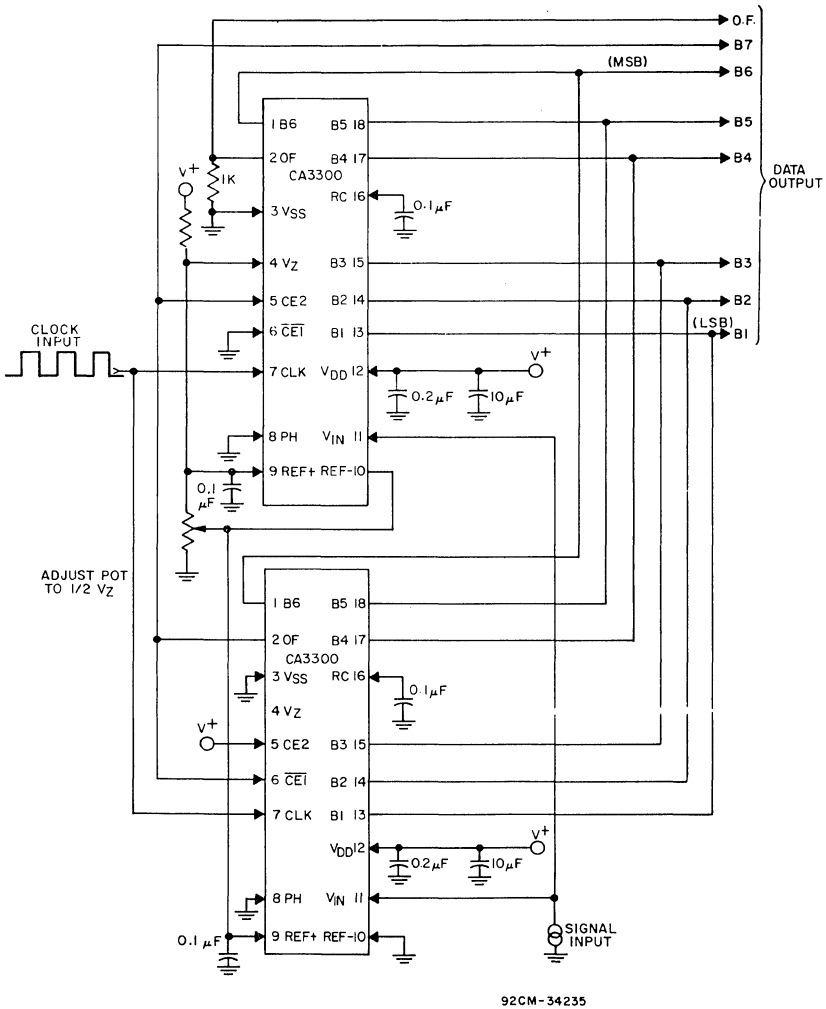 O.F.
B7
(MSB)
B6
1 B6
B5 18
B5
2 OF
B4 17
B4
CA3300
V+
1K
RC 16
0.1μF
DATA
OUTPUT
3 VSS
4 VZ
B3 15
B3
5 CE2
B2 14
B2
CLOCK
INPUT
6 CE1
B1 13
(LSB)
B1
7 CLK
VDD 12
V+
0.2μF
10μF
8 PH
VIN 11
9 REF+
REF-10
0.1
μF
ADJUST POT
TO 1/2 VZ
1 B6
B5 18
2 OF
B4 17
CA3300
3 VSS
RC 16
0.1μF
4 VZ
V+
5 CE2
B3 15
6 CE1
B2 14
7 CLK
B1 13
VDD12
V+
0.2μF
10μF
8 PH
VIN 11
SIGNAL
INPUT
0.1 μF
9 REF+
REF-10
92CM-34235